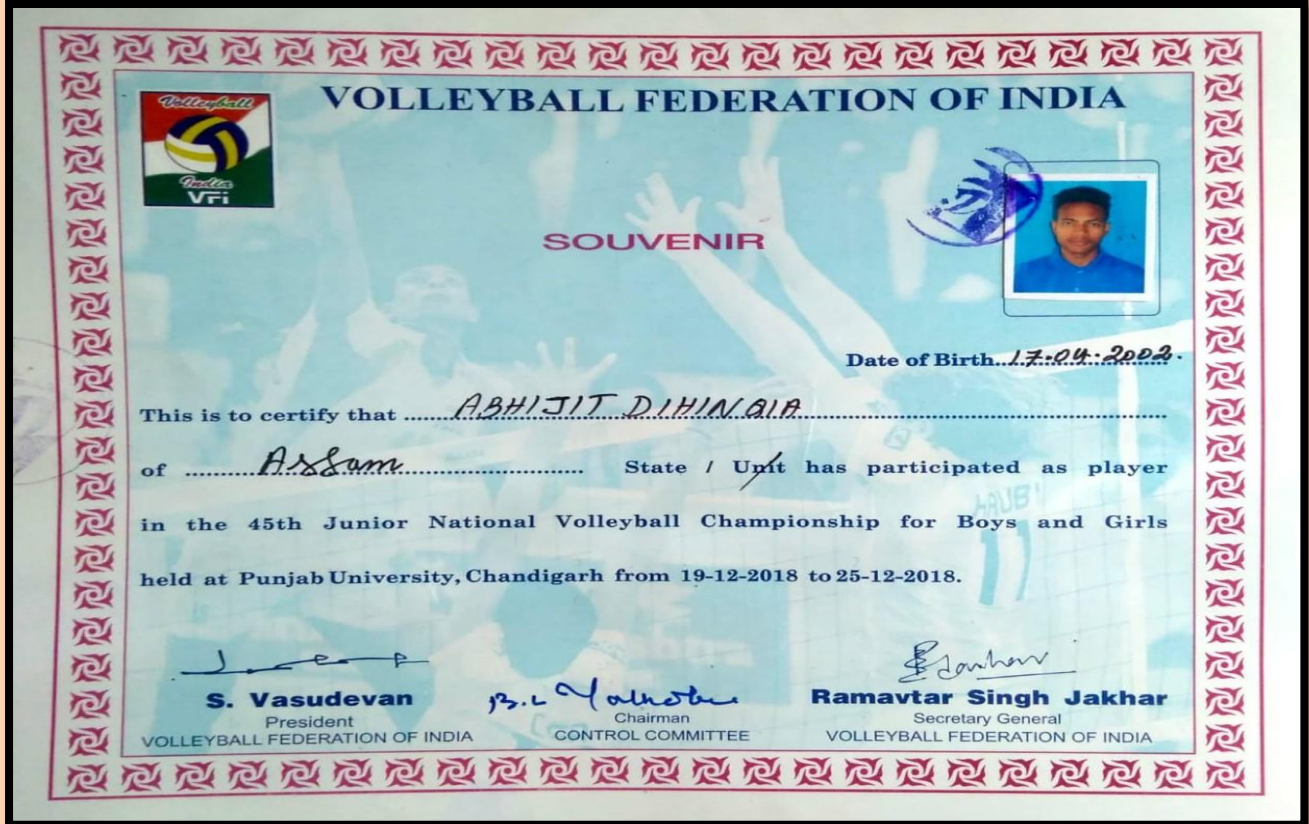 Volleyball
India
VFi
VOLLEYBALL FEDERATION OF INDIA
SOUVENIR
Date of Birth..17-04-2002.
This is to certify that ...... ABHIJIT DIHINGIA
of .......... Assam ............ State / Unit has participated as player
in the 45th Junior National Volleyball Championship for Boys and Girls
held at Punjab University, Chandigarh from 19-12-2018 to 25-12-2018.
S. Vasudevan
President
VOLLEYBALL FEDERATION OF INDIA
B.L
Chairman
CONTROL COMMITTEE
Ramavtar Singh Jakhar
Secretary General
VOLLEYBALL FEDERATION OF INDIA